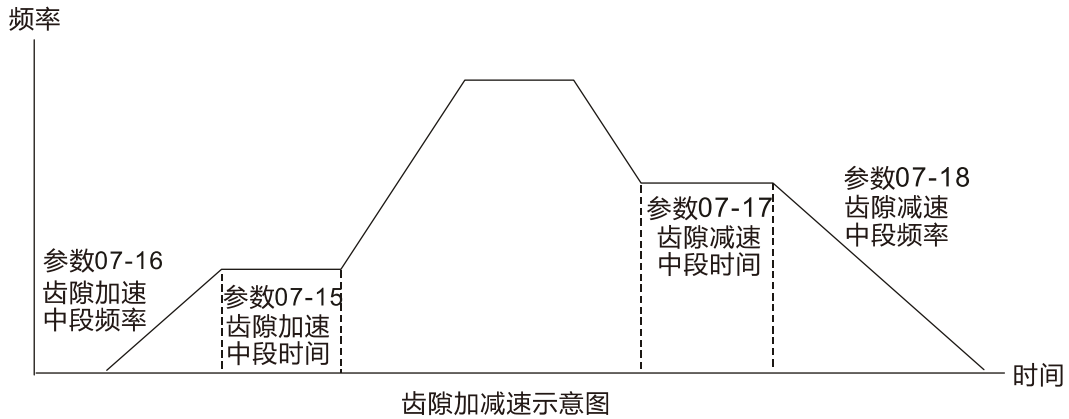 频率
参数07-16
齿隙加速
中段频率
参数07-15
齿隙加速
中段时间
参数07-17
齿隙减速
中段时间
参数07-18
齿隙减速
中段频率
时间
齿隙加减速示意图